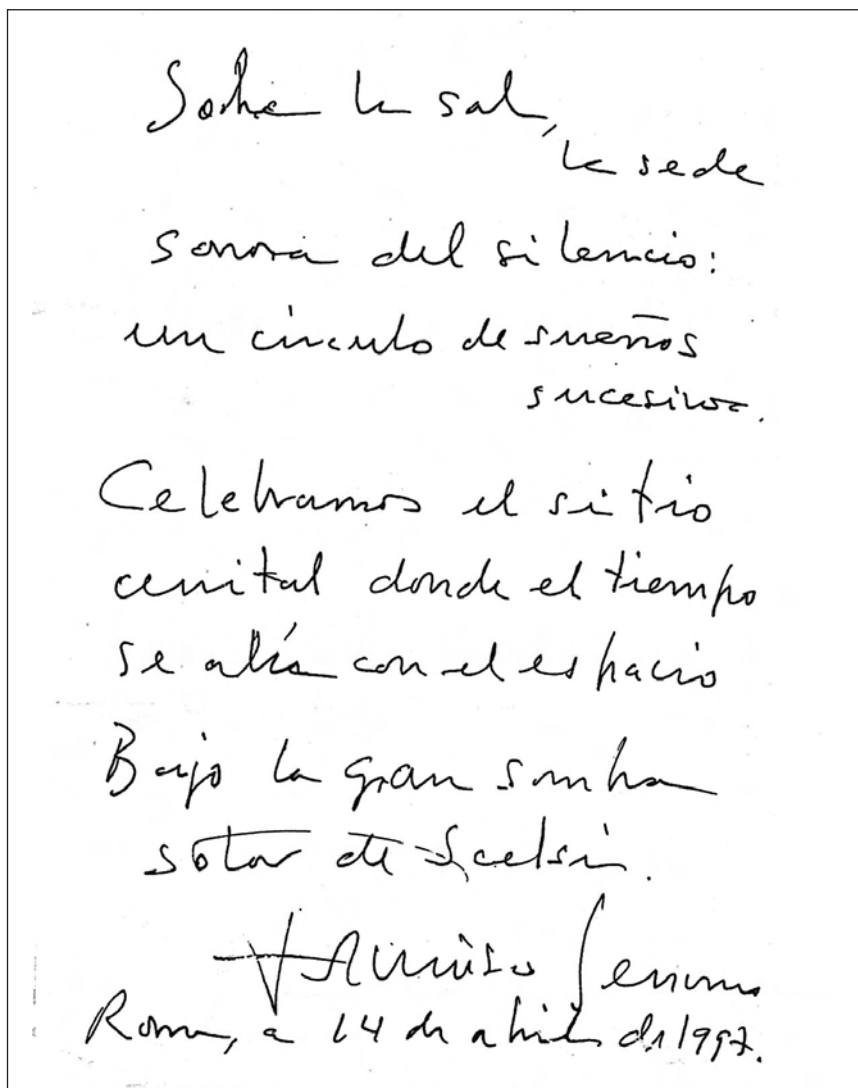 Sobre la sal,
la sede
sonora del silencio:
un círculo de sueños
sucesivos.
Celebramos el sitio
cenital donde el tiempo
se alía con el espacio
Bajo la gran sombra
solar de Scelsi.
Roma, a 14 de abril de 1997.